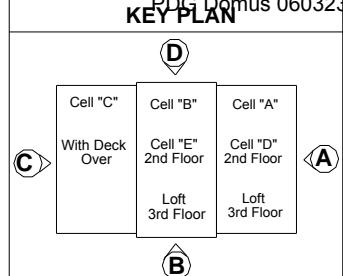 PDG Domus 060323
KEY PLAN
D
Cell "C"
Cell "B"
Cell "A"
With Deck
Over
Cell "E"
2nd Floor
Cell "D"
2nd Floor
C
A
Loft
3rd Floor
Loft
3rd Floor
B